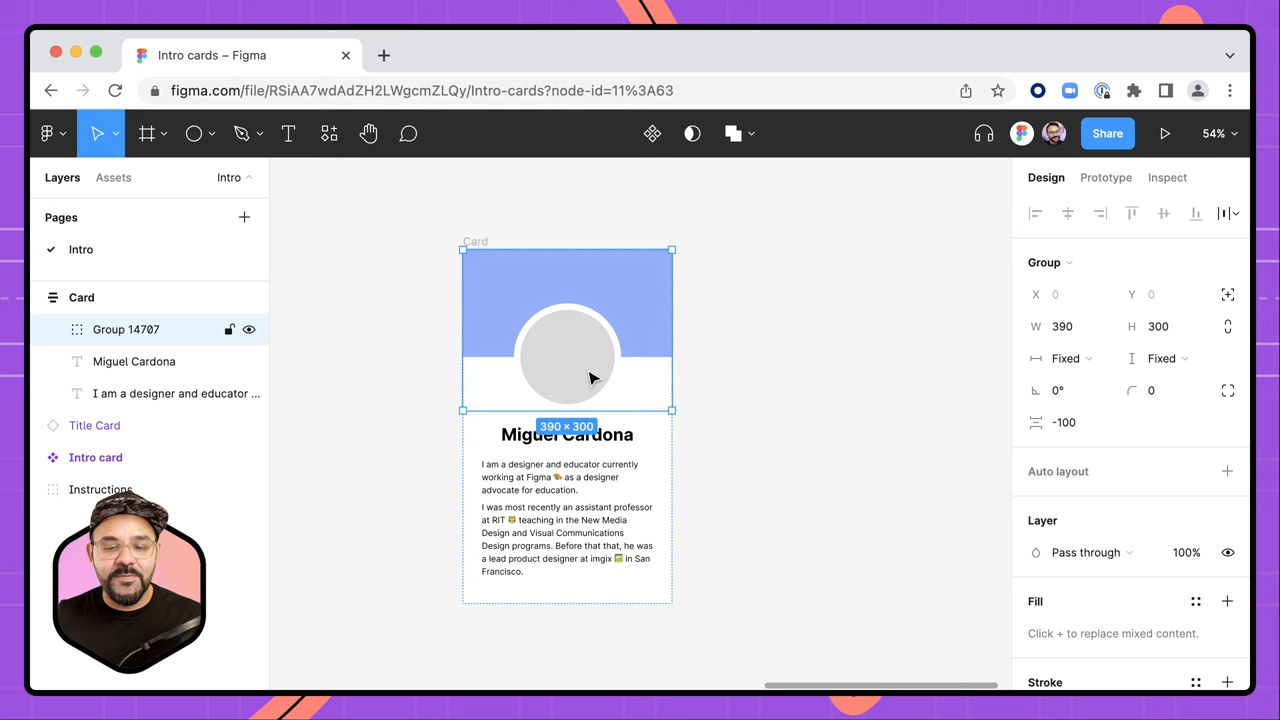 Intro cards – Figma
figma.com/file/RSiAA7wdAdZH2LWgcmZLQy/Intro-cards?node-id=11%3A63
Share
54%
Layers
Assets
Intro
Pages
Intro
Card
Group 14707
Miguel Cardona
I am a designer and educator ...
Title Card
Intro card
Instructions
Card
390 × 300
Miguel Cardona
I am a designer and educator currently
working at Figma 🎨 as a designer
advocate for education.
I was most recently an assistant professor
at RIT 🐯 teaching in the New Media
Design and Visual Communications
Design programs. Before that that, he was
a lead product designer at imgix 🌉 in San
Francisco.
Design
Prototype
Inspect
Group
X 0
Y 0
W 390
H 300
Fixed
Fixed
0°
0
-100
Auto layout
Layer
Pass through
100%
Fill
Click + to replace mixed content.
Stroke